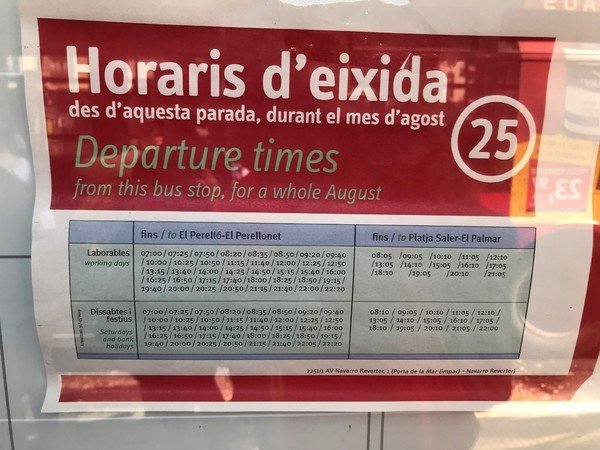 Horaris d'eixida
des d'aquesta parada, durant el mes d'agost
Departure times
from this bus stop, for a whole August
25
fins / to El Perelló-El Perellonet
fins / to Platja Saler-El Palmar
Laborables
working days
07:00 /07:25 /07:50 /08:20 /08:35 /08:50 /09:20 /09:40
/10:00 /10:25 /10:50 /11:15 /11:40 /12:00 /12:25 /12:50
/13:15 /13:40 /14:00 /14:25 /14:50 /15:15 /15:40 /16:00
/16:25 /16:50 /17:15 /17:40 /18:00 /18:25 /18:50 /19:15 /
19:40 /20:00 /20:25 /20:50 /21:15 /21:40 /22:00 /22:20
08:05 /09:05 /10:10 /11:05 /12:10
/13:05 /14:10 /15:05 /16:10 /17:05
/18:10 /19:05 /20:10 /21:05
Dissabtes i
festius
Saturdays
and bank
holidays
07:00 /07:25 /07:50 /08:20 /08:35 /08:50 /09:20 /09:40
/10:00 /10:25 /10:50 /11:15 /11:40 /12:00 /12:25 /12:50
/13:15 /13:40 /14:00 /14:25 /14:50 /15:15 /15:40 /16:00
/16:25 /16:50 /17:15 /17:40 /18:00 /18:25 /18:50 /19:15 /
19:40 /20:00 /20:25 /20:50 /21:15 /21:40 /22:05 /22:20
08:10 / 09:05 / 10:10 / 11:05 / 12:10 /
13:05 / 14:10 / 15:05 / 16:10 / 17:05 /
18:10 / 19:05 / 20:10 / 21:05 / 22:00
2251/1 AV Navarro Reverter, 1 (Porta de la Mar (impar) - Navarro Reverter)